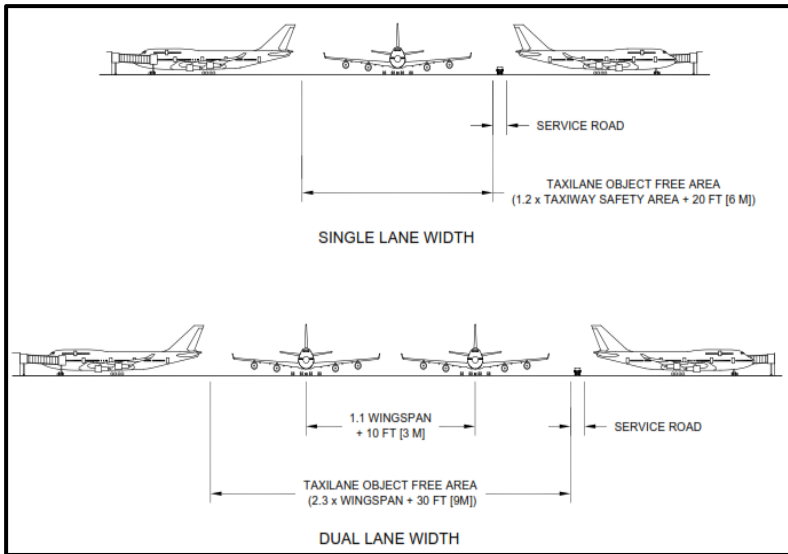 SERVICE ROAD
TAXILANE OBJECT FREE AREA
(1.2 x TAXIWAY SAFETY AREA + 20 FT [6 M])
SINGLE LANE WIDTH
1.1 WINGSPAN
+ 10 FT [3 M]
SERVICE ROAD
TAXILANE OBJECT FREE AREA
(2.3 x WINGSPAN + 30 FT [9M])
DUAL LANE WIDTH